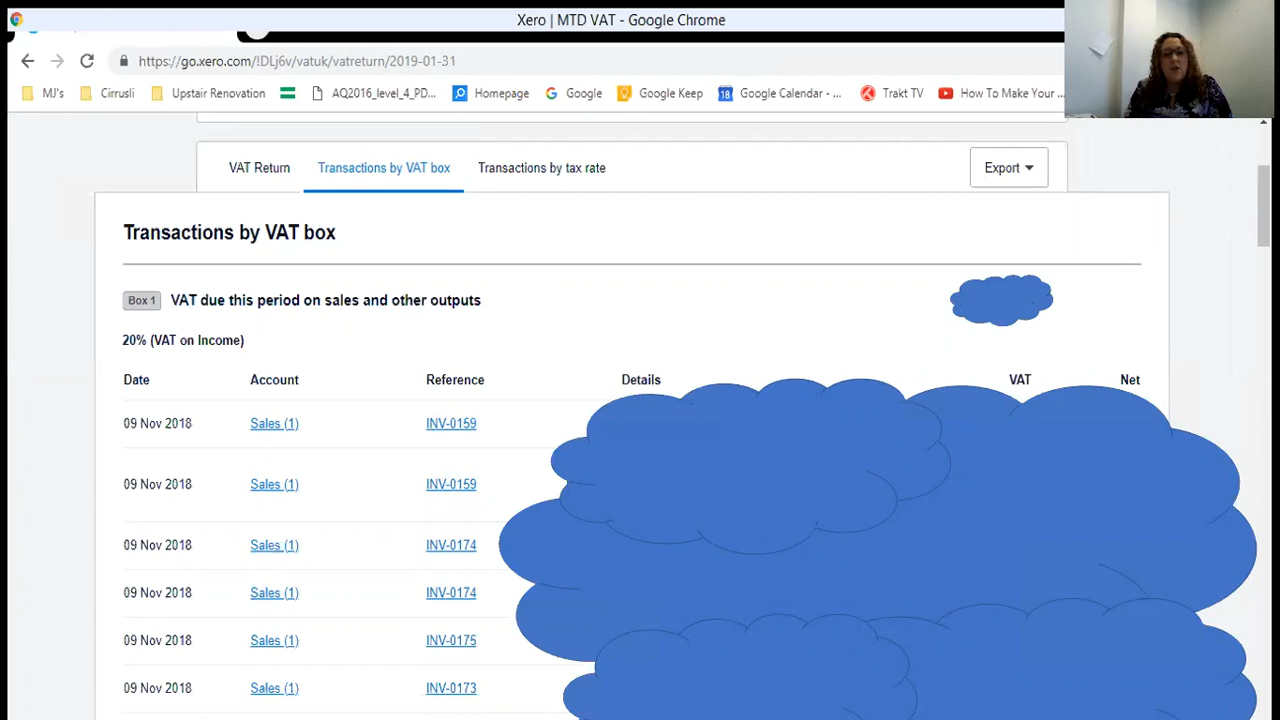 Xero | MTD VAT - Google Chrome
https://go.xero.com/!DLj6v/vatuk/vatreturn/2019-01-31
MJ's Cirrusli Upstair Renovation AQ2016_level_4_PD... Homepage Google Google Keep 18 Google Calendar - ... Trakt TV How To Make Your ...
VAT Return Transactions by VAT box Transactions by tax rate Export
Transactions by VAT box
Box 1 VAT due this period on sales and other outputs
20% (VAT on Income)
Date Account Reference Details VAT Net
09 Nov 2018 Sales (1) INV-0159
09 Nov 2018 Sales (1) INV-0159
09 Nov 2018 Sales (1) INV-0174
09 Nov 2018 Sales (1) INV-0174
09 Nov 2018 Sales (1) INV-0175
09 Nov 2018 Sales (1) INV-0173